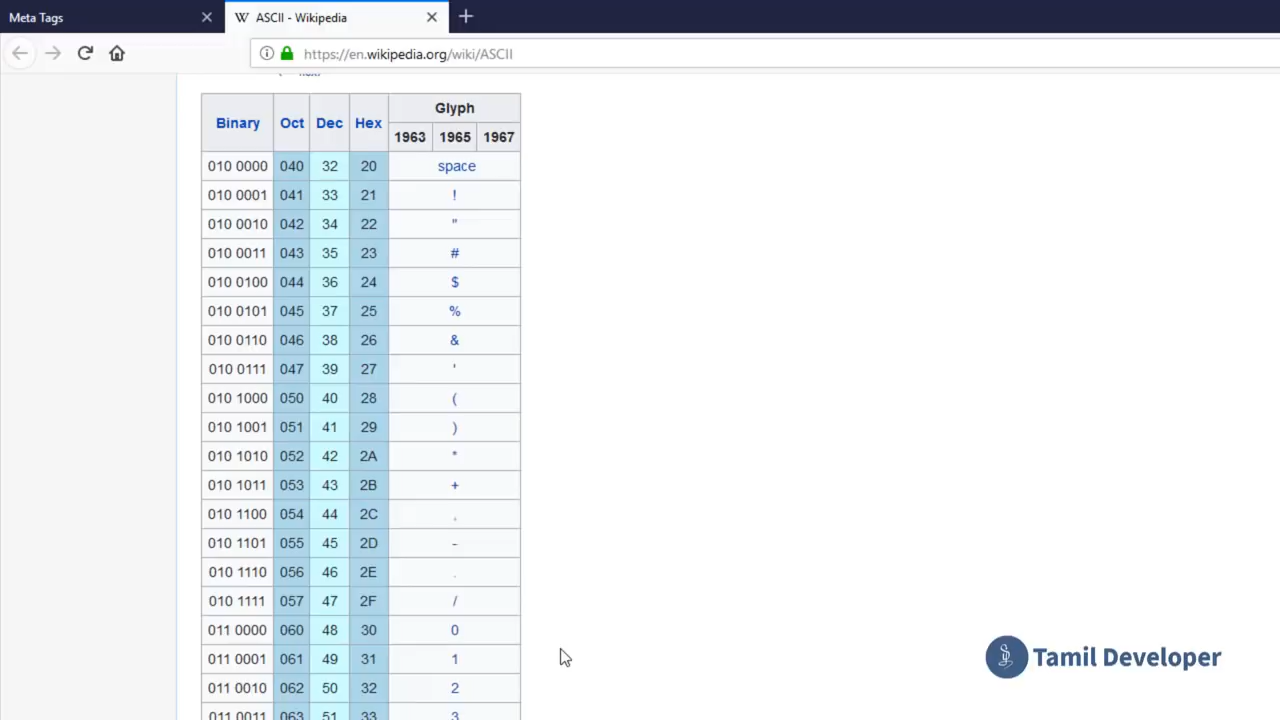 Meta Tags
W ASCII - Wikipedia
https://en.wikipedia.org/wiki/ASCII
Binary Oct Dec Hex Glyph
1963 1965 1967
010 0000 040 32 20 space
010 0001 041 33 21 !
010 0010 042 34 22 "
010 0011 043 35 23 #
010 0100 044 36 24 $
010 0101 045 37 25 %
010 0110 046 38 26 &
010 0111 047 39 27 '
010 1000 050 40 28 (
010 1001 051 41 29 )
010 1010 052 42 2A *
010 1011 053 43 2B +
010 1100 054 44 2C ,
010 1101 055 45 2D -
010 1110 056 46 2E .
010 1111 057 47 2F /
011 0000 060 48 30 0
011 0001 061 49 31 1
011 0010 062 50 32 2
011 0011 063 51 33 3
Tamil Developer